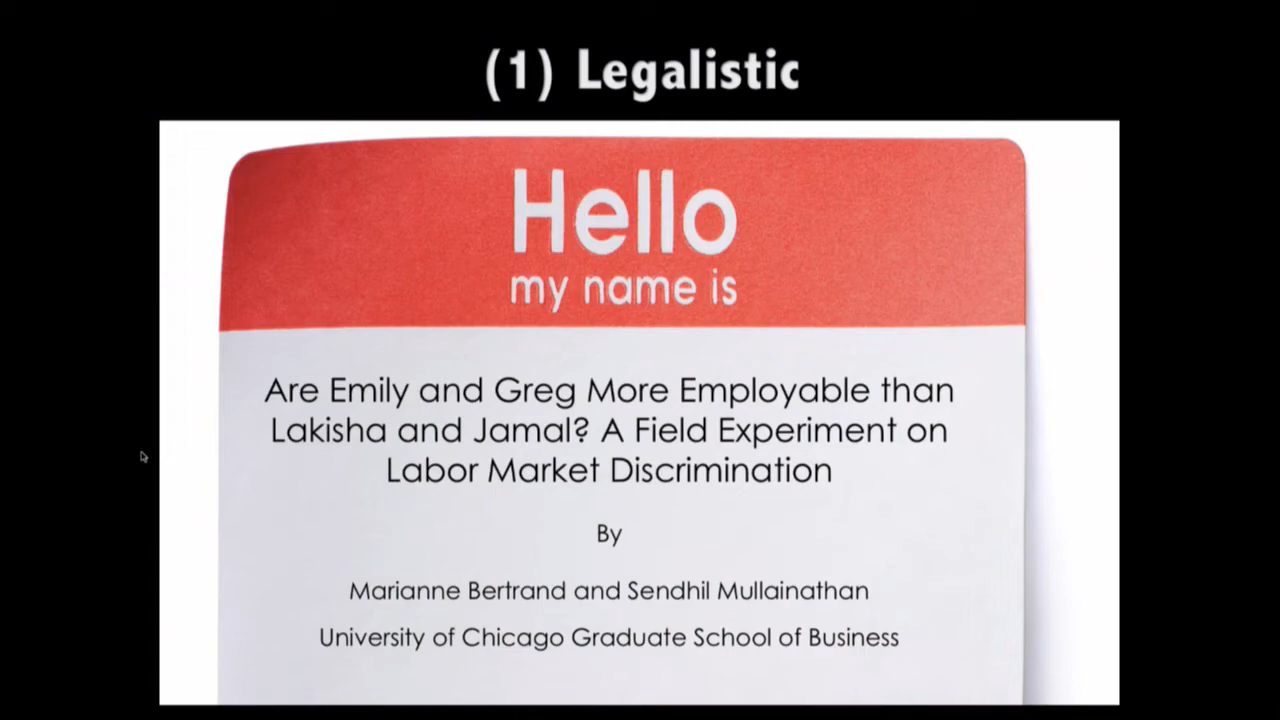 (1) Legalistic
Hello
my name is
Are Emily and Greg More Employable than
Lakisha and Jamal? A Field Experiment on
Labor Market Discrimination
By
Marianne Bertrand and Sendhil Mullainathan
University of Chicago Graduate School of Business